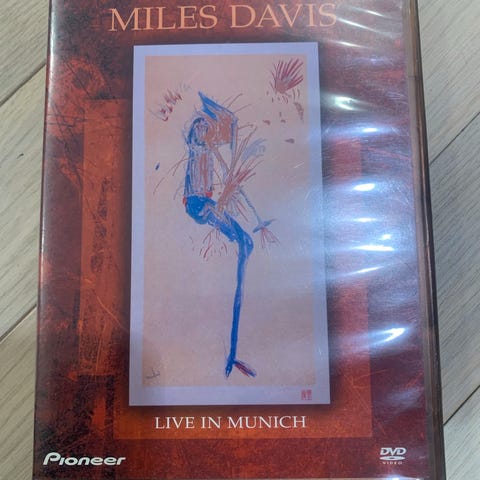 MILES DAVIS
LIVE IN MUNICH
Pioneer
DVD
VIDEO